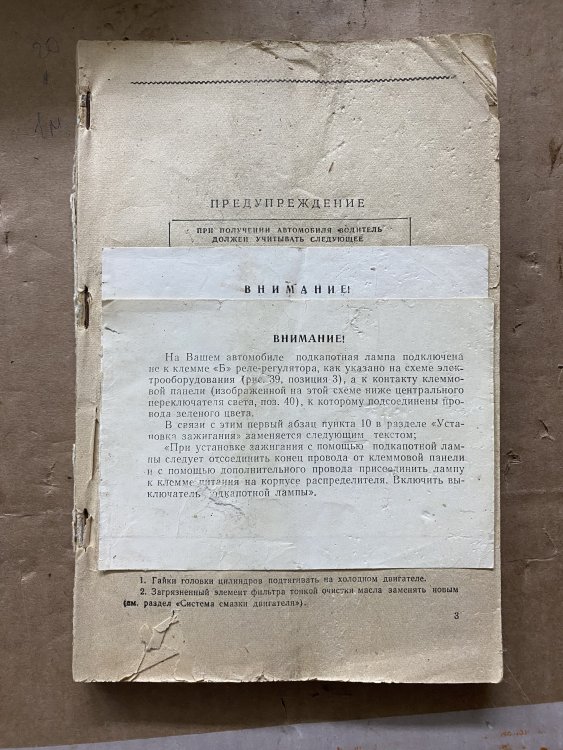 ПРЕДУПРЕЖДЕНИЕ
ПРИ ПОЛУЧЕНИИ АВТОМОБИЛЯ ВОДИТЕЛЬ
ДОЛЖЕН УЧИТЫВАТЬ СЛЕДУЮЩЕЕ
ВНИМАНИЕ!
ВНИМАНИЕ!
На Вашем автомобиле подкапотная лампа подключена
не к клемме «Б» реле-регулятора, как указано на схеме элек-
трооборудования (рис. 39, позиция 3), а к контакту клеммо-
вой панели (изображенной на этой схеме ниже центрального
переключателя света, поз. 40), к которому подсоединены про-
вода зеленого цвета.
В связи с этим первый абзац пункта 10 в разделе «Уста-
новка зажигания» заменяется следующим текстом;
«При установке зажигания с помощью подкапотной лам-
пы следует отсоединить конец провода от клеммовой панели
и с помощью дополнительного провода присоединить лампу
к клемме питания на корпусе распределителя. Включить вы-
ключатель подкапотной лампы».
1. Гайки головки цилиндров подтягивать на холодном двигателе.
2. Загрязненный элемент фильтра тонкой очистки масла заменять новым
(см. раздел «Система смазки двигателя»).
3